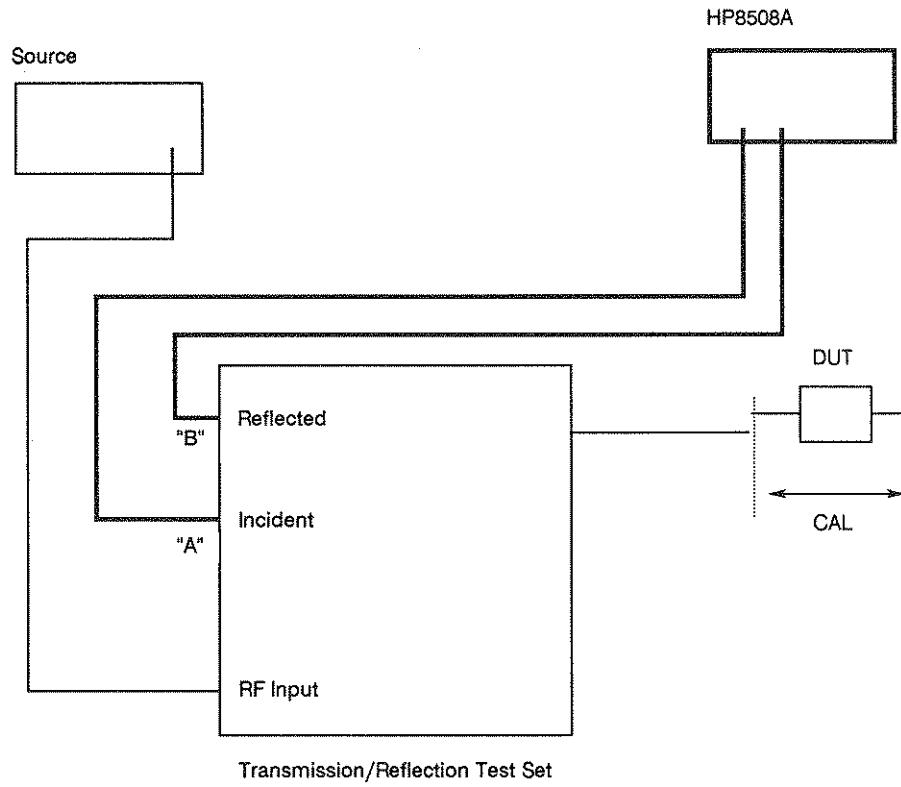 HP8508A
Source
DUT
Reflected
"B"
Incident
"A"
CAL
RF Input
Transmission/Reflection Test Set